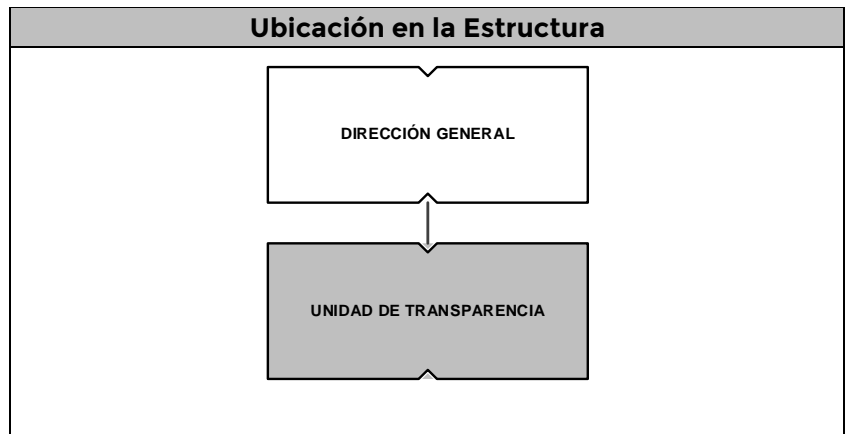 Ubicación en la Estructura
DIRECCIÓN GENERAL
UNIDAD DE TRANSPARENCIA